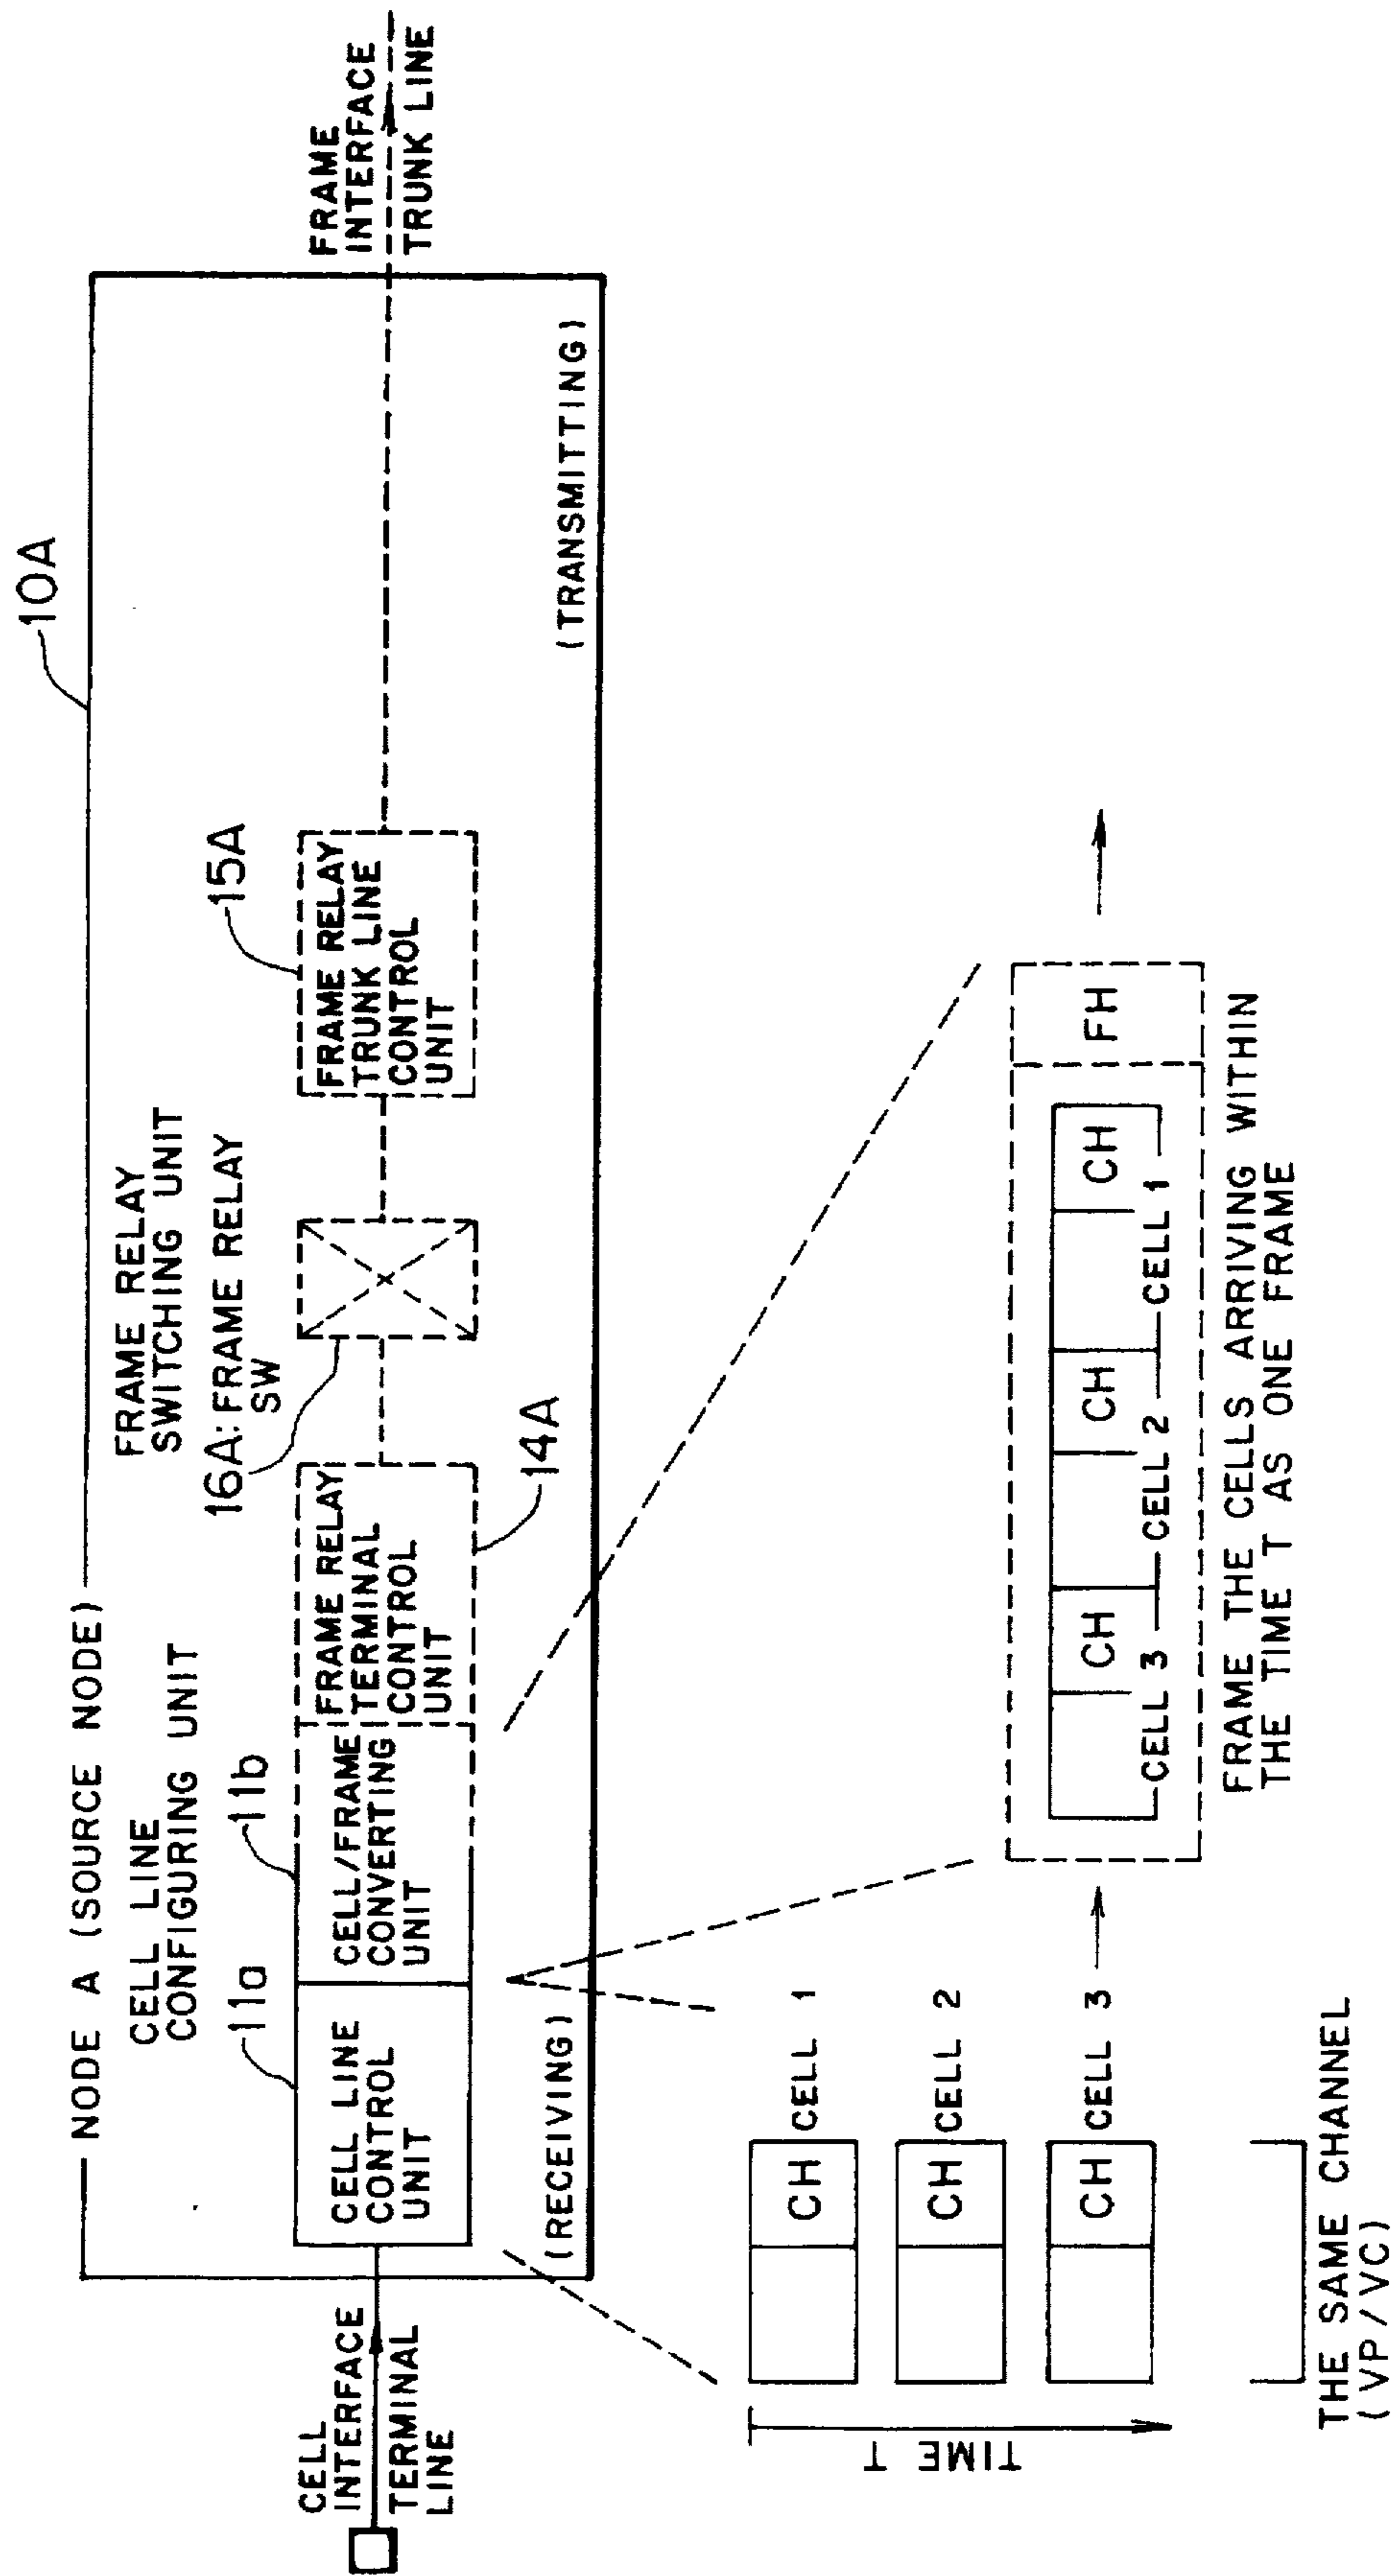 10A
NODE A (SOURCE NODE)
CELL LINE
CONFIGURING UNIT
11a
11b
FRAME RELAY
SWITCHING UNIT
16A: FRAME RELAY
SW
15A
CELL
INTERFACE
TERMINAL
LINE
CELL LINE
CONTROL
UNIT
CELL/FRAME
CONVERTING
UNIT
FRAME RELAY
TERMINAL
CONTROL
UNIT
14A
FRAME RELAY
TRUNK LINE
CONTROL
UNIT
FRAME
INTERFACE
TRUNK LINE
(RECEIVING)
(TRANSMITTING)
TIME T
CH CELL 1
CH CELL 2
CH CELL 3
THE SAME CHANNEL
(VP/VC)
CH CH CH FH
CELL 3 CELL 2 CELL 1
FRAME THE CELLS ARRIVING WITHIN
THE TIME T AS ONE FRAME